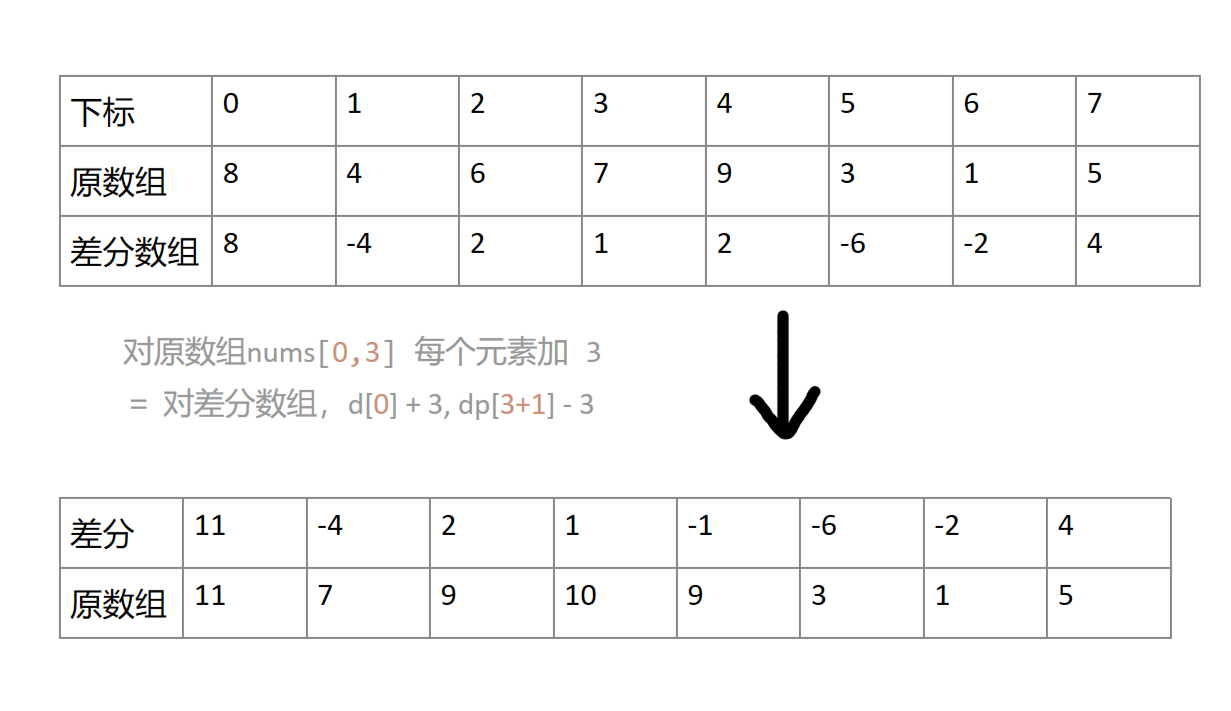 下标 0 1 2 3 4 5 6 7
原数组 8 4 6 7 9 3 1 5
差分数组 8 -4 2 1 2 -6 -2 4
对原数组nums[0,3] 每个元素加 3
= 对差分数组，d[0] + 3, dp[3+1] - 3
差分 11 -4 2 1 -1 -6 -2 4
原数组 11 7 9 10 9 3 1 5